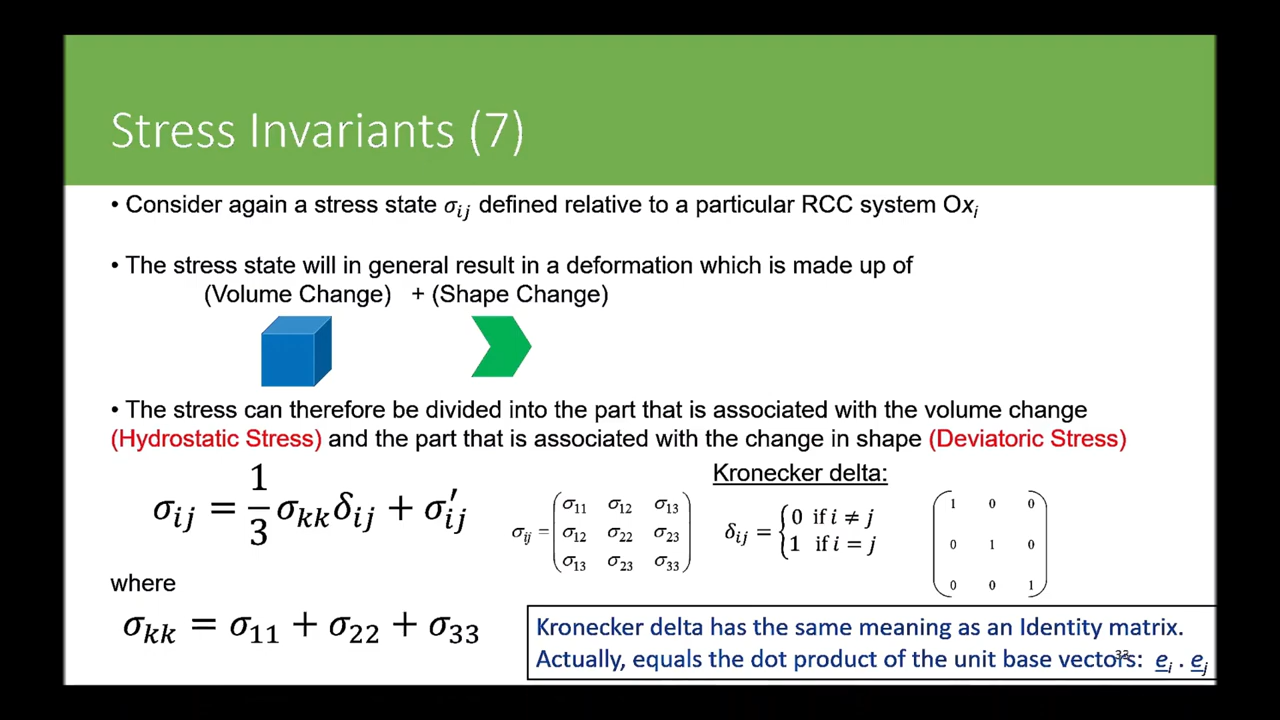 Stress Invariants (7)
• Consider again a stress state σij defined relative to a particular RCC system Oxi
• The stress state will in general result in a deformation which is made up of
(Volume Change) + (Shape Change)
• The stress can therefore be divided into the part that is associated with the volume change
(Hydrostatic Stress) and the part that is associated with the change in shape (Deviatoric Stress)
Kronecker delta:
σij = 1/3 σkk δij + σ′ij
σij = (σ11 σ12 σ13
σ12 σ22 σ23
σ13 σ23 σ33)
δij = {0 if i ≠ j
1 if i = j
(1 0 0
0 1 0
0 0 1)
where
σkk = σ11 + σ22 + σ33
Kronecker delta has the same meaning as an Identity matrix.
Actually, equals the dot product of the unit base vectors: ei . ej
33